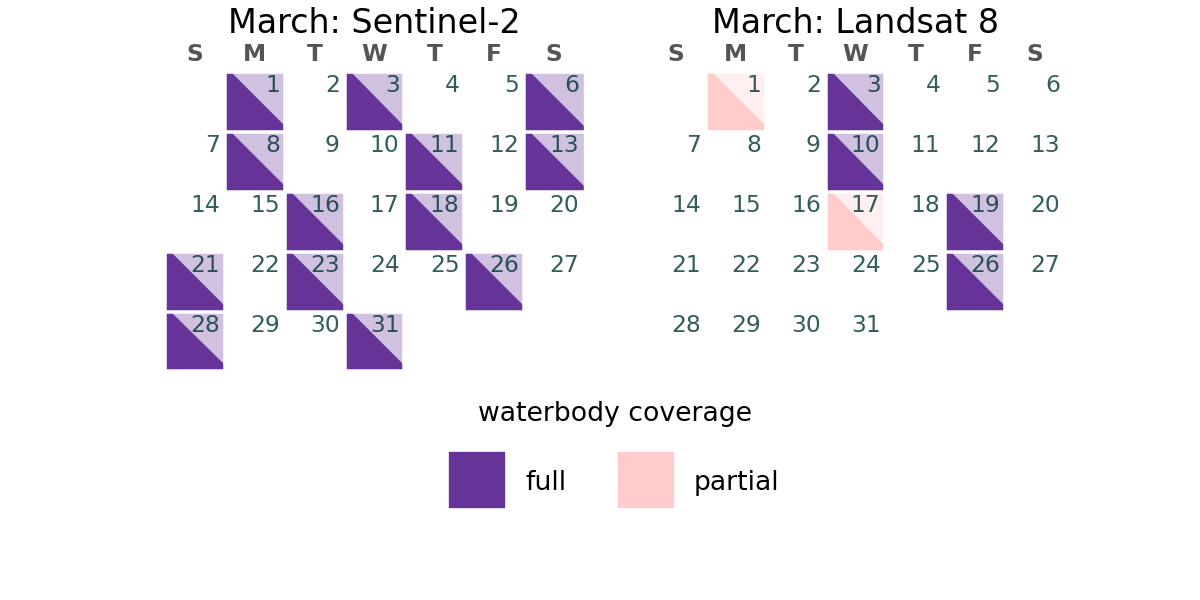 March: Sentinel-2
S M T W T F S
1 2 3 4 5 6
7 8 9 10 11 12 13
14 15 16 17 18 19 20
21 22 23 24 25 26 27
28 29 30 31
March: Landsat 8
S M T W T F S
1 2 3 4 5 6
7 8 9 10 11 12 13
14 15 16 17 18 19 20
21 22 23 24 25 26 27
28 29 30 31
waterbody coverage
full partial